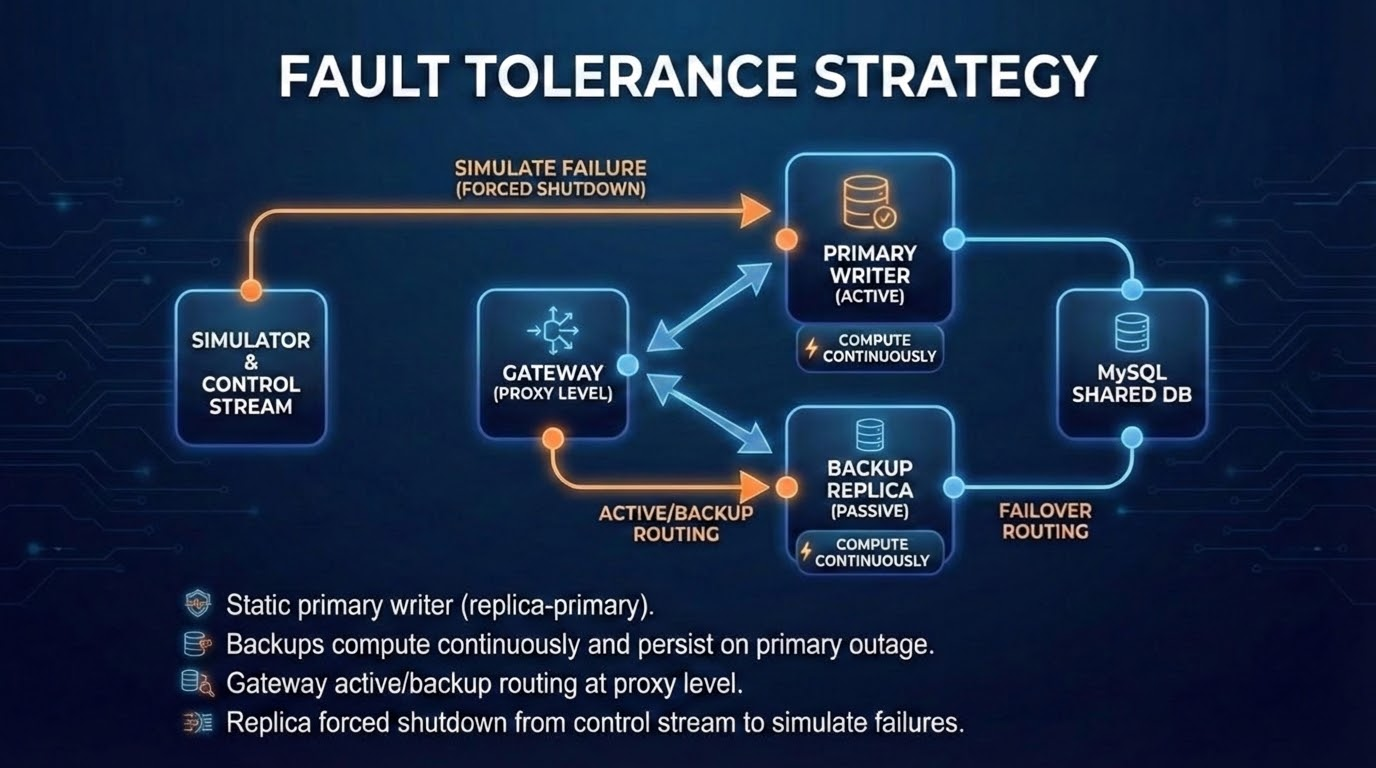 FAULT TOLERANCE STRATEGY
SIMULATE FAILURE
(FORCED SHUTDOWN)
SIMULATOR
&
CONTROL
STREAM
GATEWAY
(PROXY LEVEL)
PRIMARY
WRITER
(ACTIVE)
COMPUTE
CONTINUOUSLY
MySQL
SHARED DB
BACKUP
REPLICA
(PASSIVE)
COMPUTE
CONTINUOUSLY
ACTIVE/BACKUP
ROUTING
FAILOVER
ROUTING
Static primary writer (replica-primary).
Backups compute continuously and persist on primary outage.
Gateway active/backup routing at proxy level.
Replica forced shutdown from control stream to simulate failures.